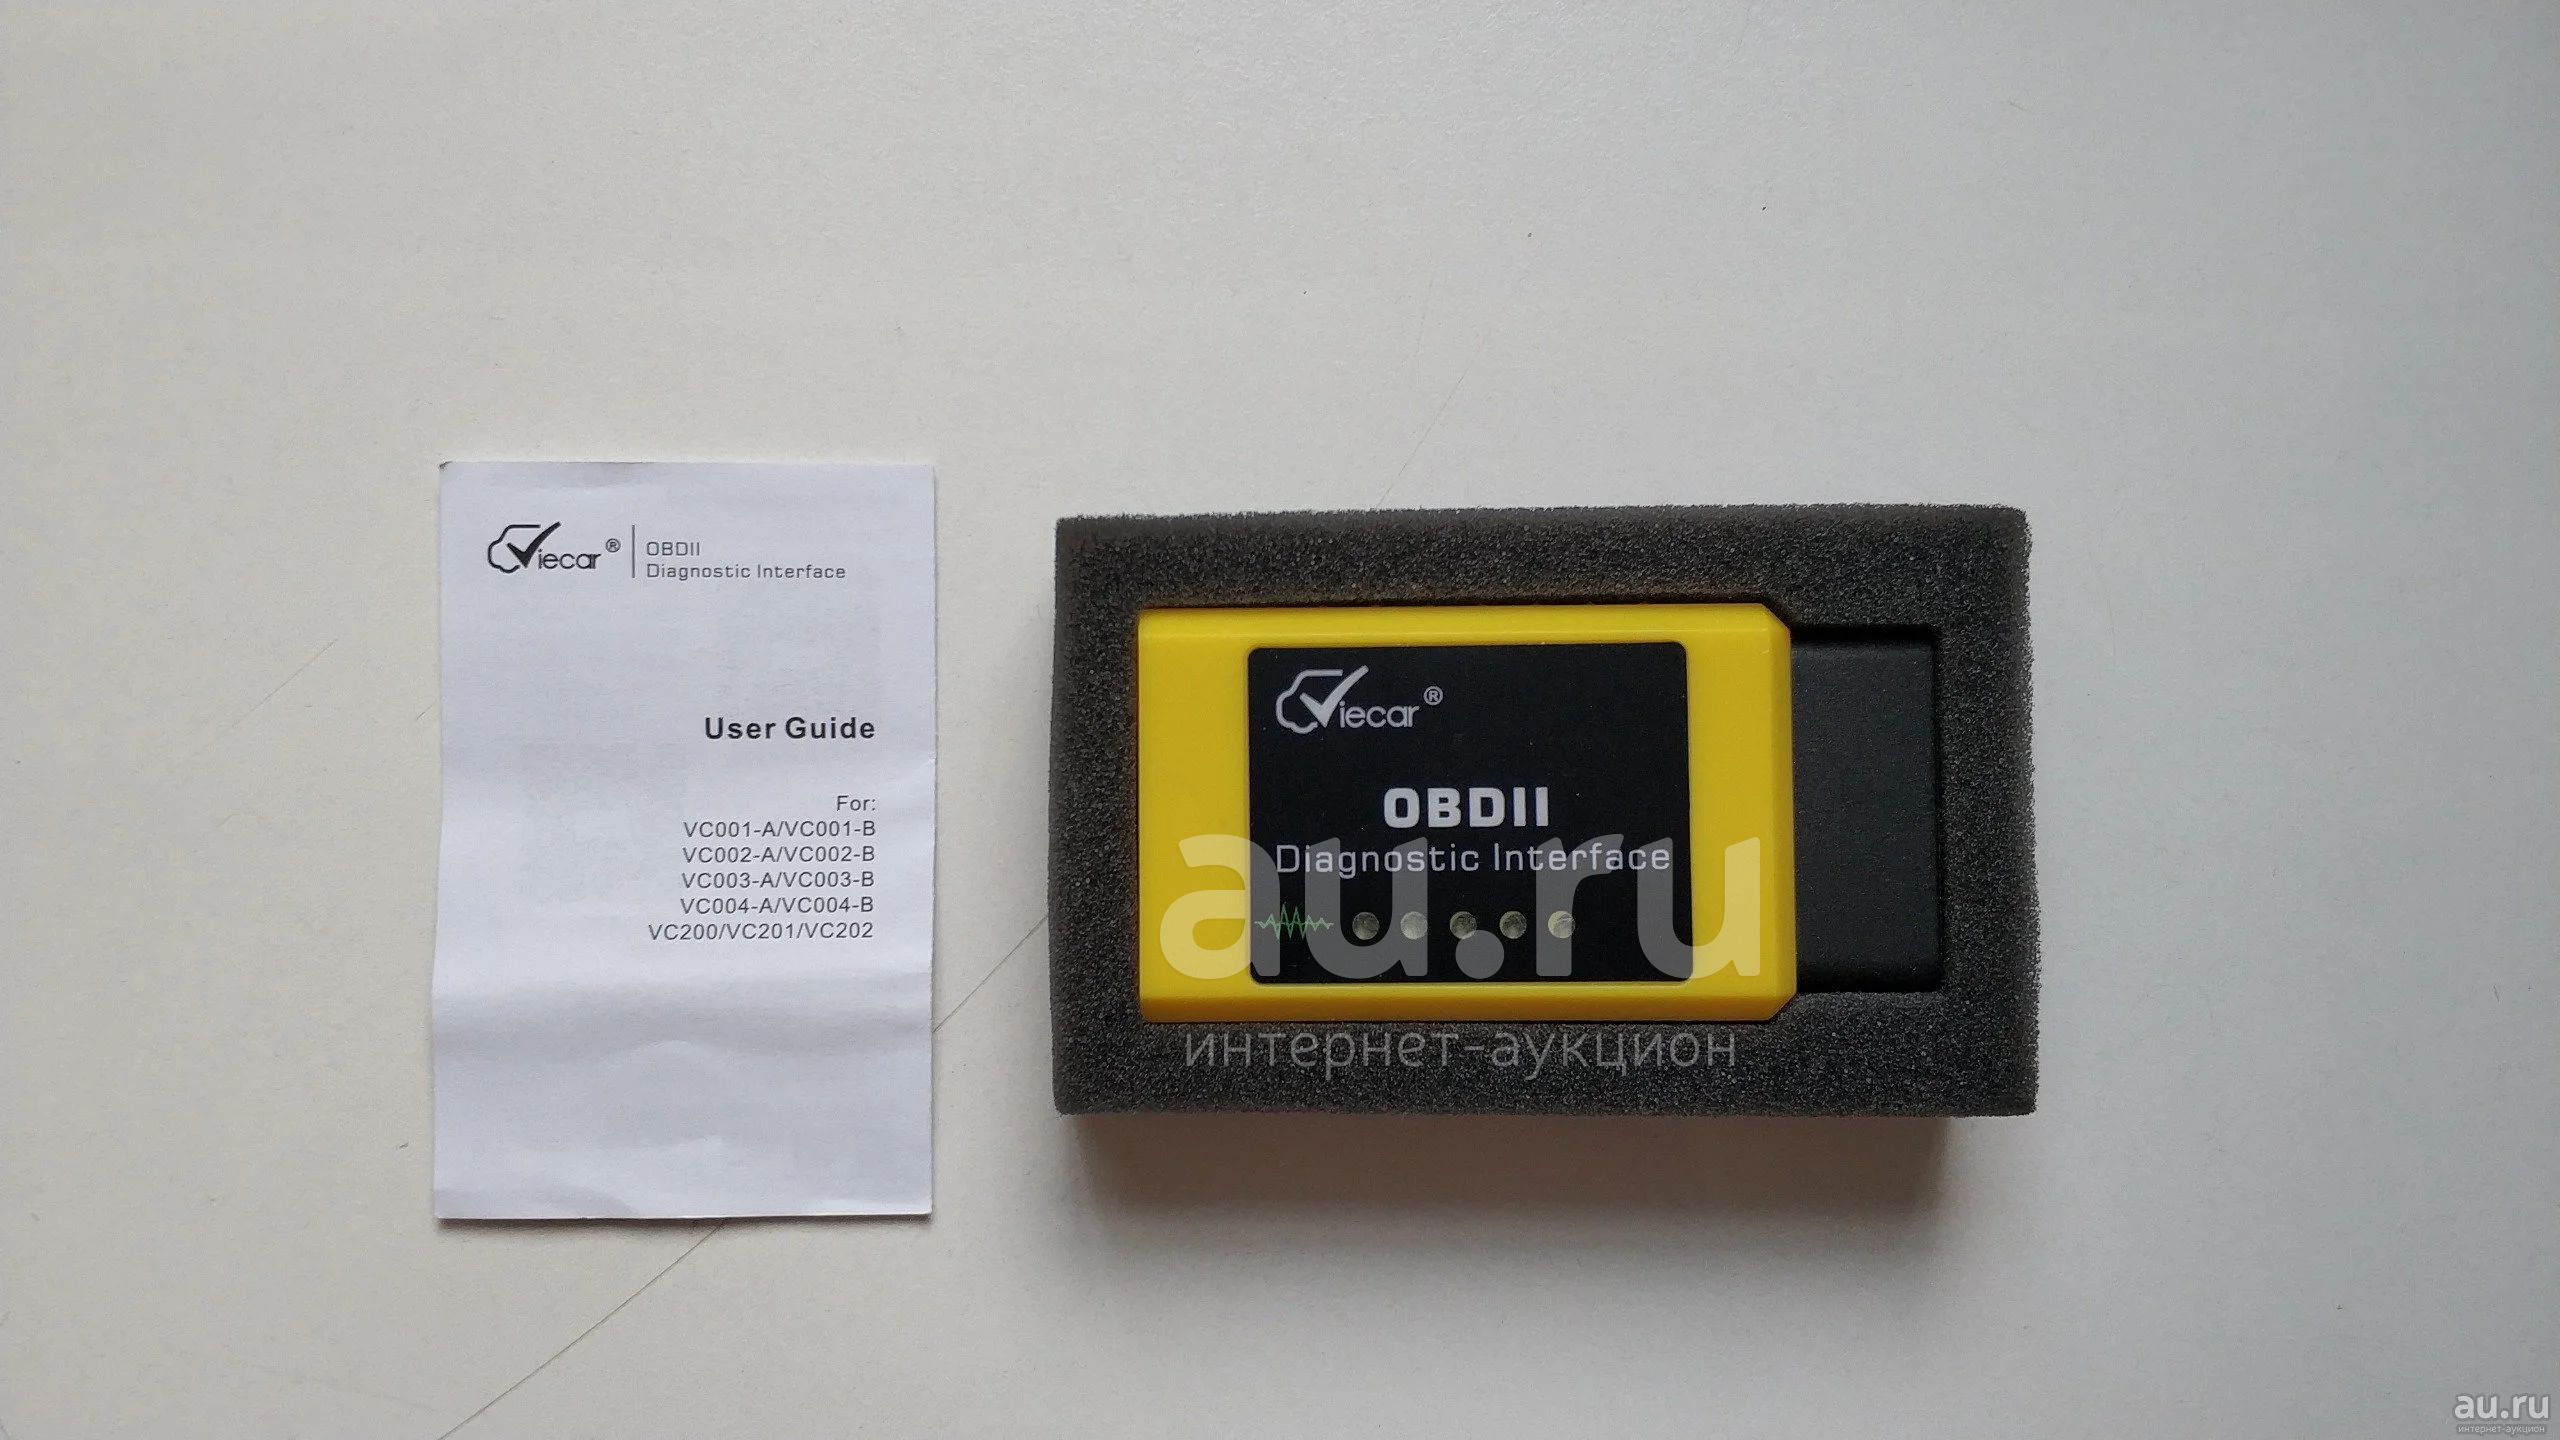 Viecar®
OBDII
Diagnostic Interface
User Guide
For:
VC001-A/VC001-B
VC002-A/VC002-B
VC003-A/VC003-B
VC004-A/VC004-B
VC200/VC201/VC202
Viecar®
OBDII
Diagnostic Interface
au.ru
интернет-аукцион
au.ru
интернет-аукцион